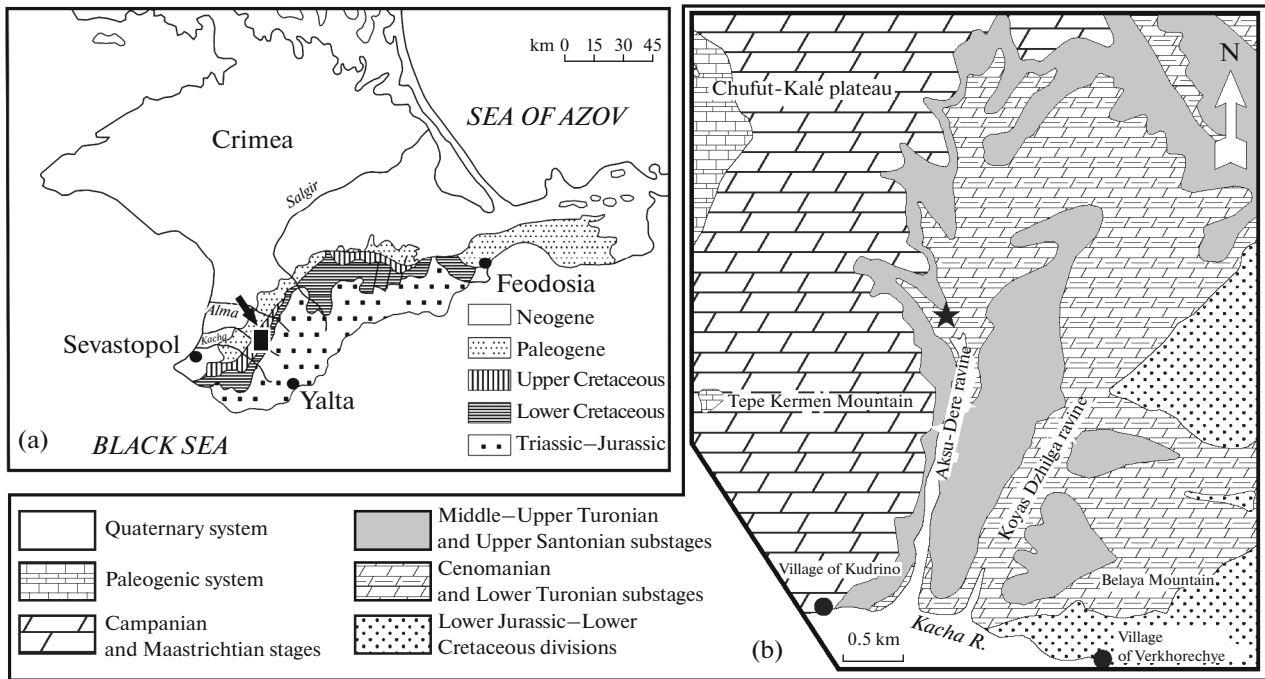 km 0 15 30 45
SEA OF AZOV
Crimea
Salgir
Feodosia
Alma
Kacha
Sevastopol
Yalta
BLACK SEA
(a)
Neogene
Paleogene
Upper Cretaceous
Lower Cretaceous
Triassic–Jurassic
Chufut-Kale plateau
N
Tepe Kermen Mountain
Aksu-Dere ravine
Koyas Dzhilga ravine
Village of Kudrino
Belaya Mountain
Kacha R.
0.5 km
(b)
Village
of Verkhorechye
Quaternary system
Paleogenic system
Campanian
and Maastrichtian stages
Middle–Upper Turonian
and Upper Santonian substages
Cenomanian
and Lower Turonian substages
Lower Jurassic–Lower
Cretaceous divisions